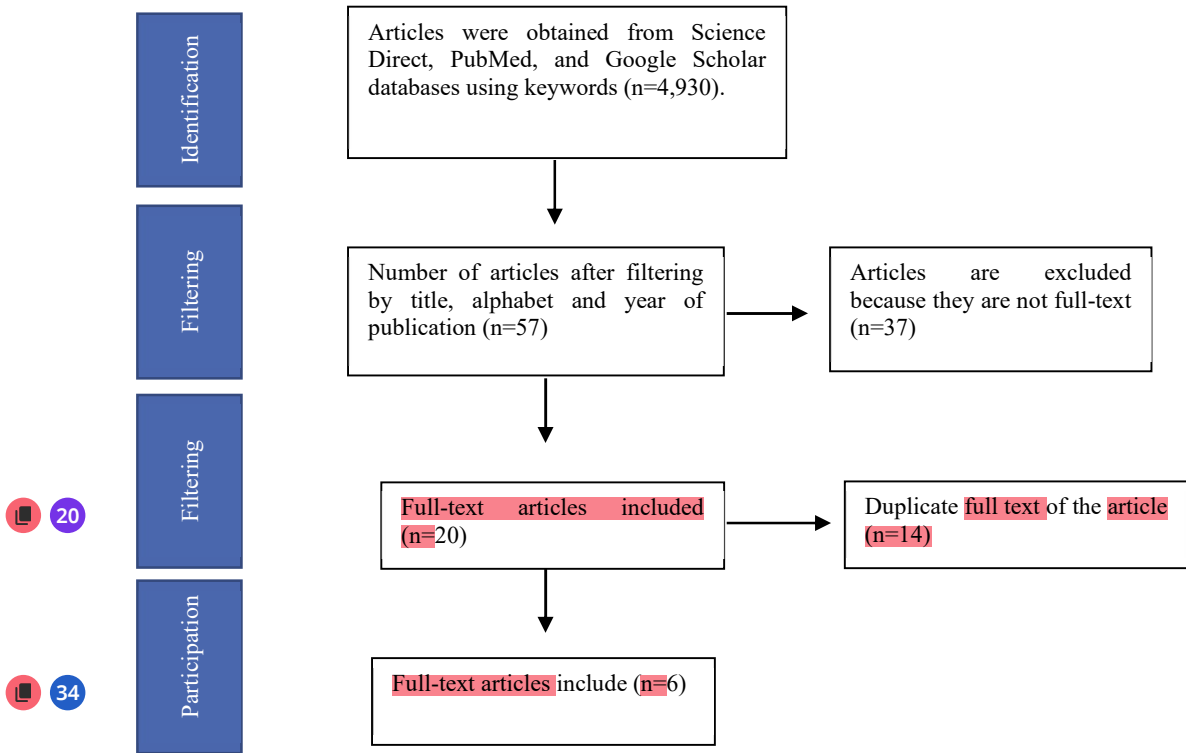 Identification
Articles were obtained from Science
Direct, PubMed, and Google Scholar
databases using keywords (n=4,930).
Filtering
Number of articles after filtering
by title, alphabet and year of
publication (n=57)
Articles are excluded
because they are not full-text
(n=37)
20
Filtering
Full-text articles included
(n=20)
Duplicate full text of the article
(n=14)
34
Participation
Full-text articles include (n=6)